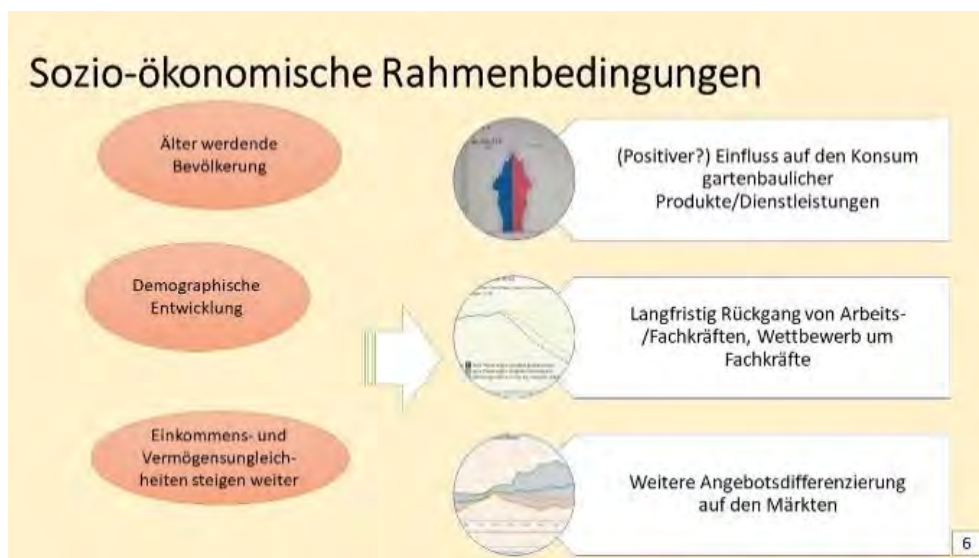 Sozio-ökonomische Rahmenbedingungen
Älter werdende
Bevölkerung
Demographische
Entwicklung
Einkommens- und
Vermögensungleich-
heiten steigen weiter
(Positiver?) Einfluss auf den Konsum
gartenbaulicher
Produkte/Dienstleistungen
Langfristig Rückgang von Arbeits-
/Fachkräften, Wettbewerb um
Fachkräfte
Weitere Angebotsdifferenzierung
auf den Märkten
6